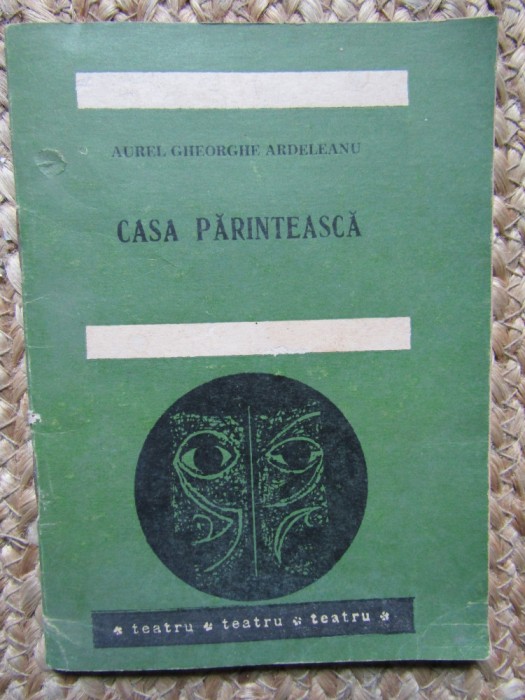 AUREL GHEORGHE ARDELEANU
CASA PĂRINTEASCĂ
* teatru * teatru * teatru *